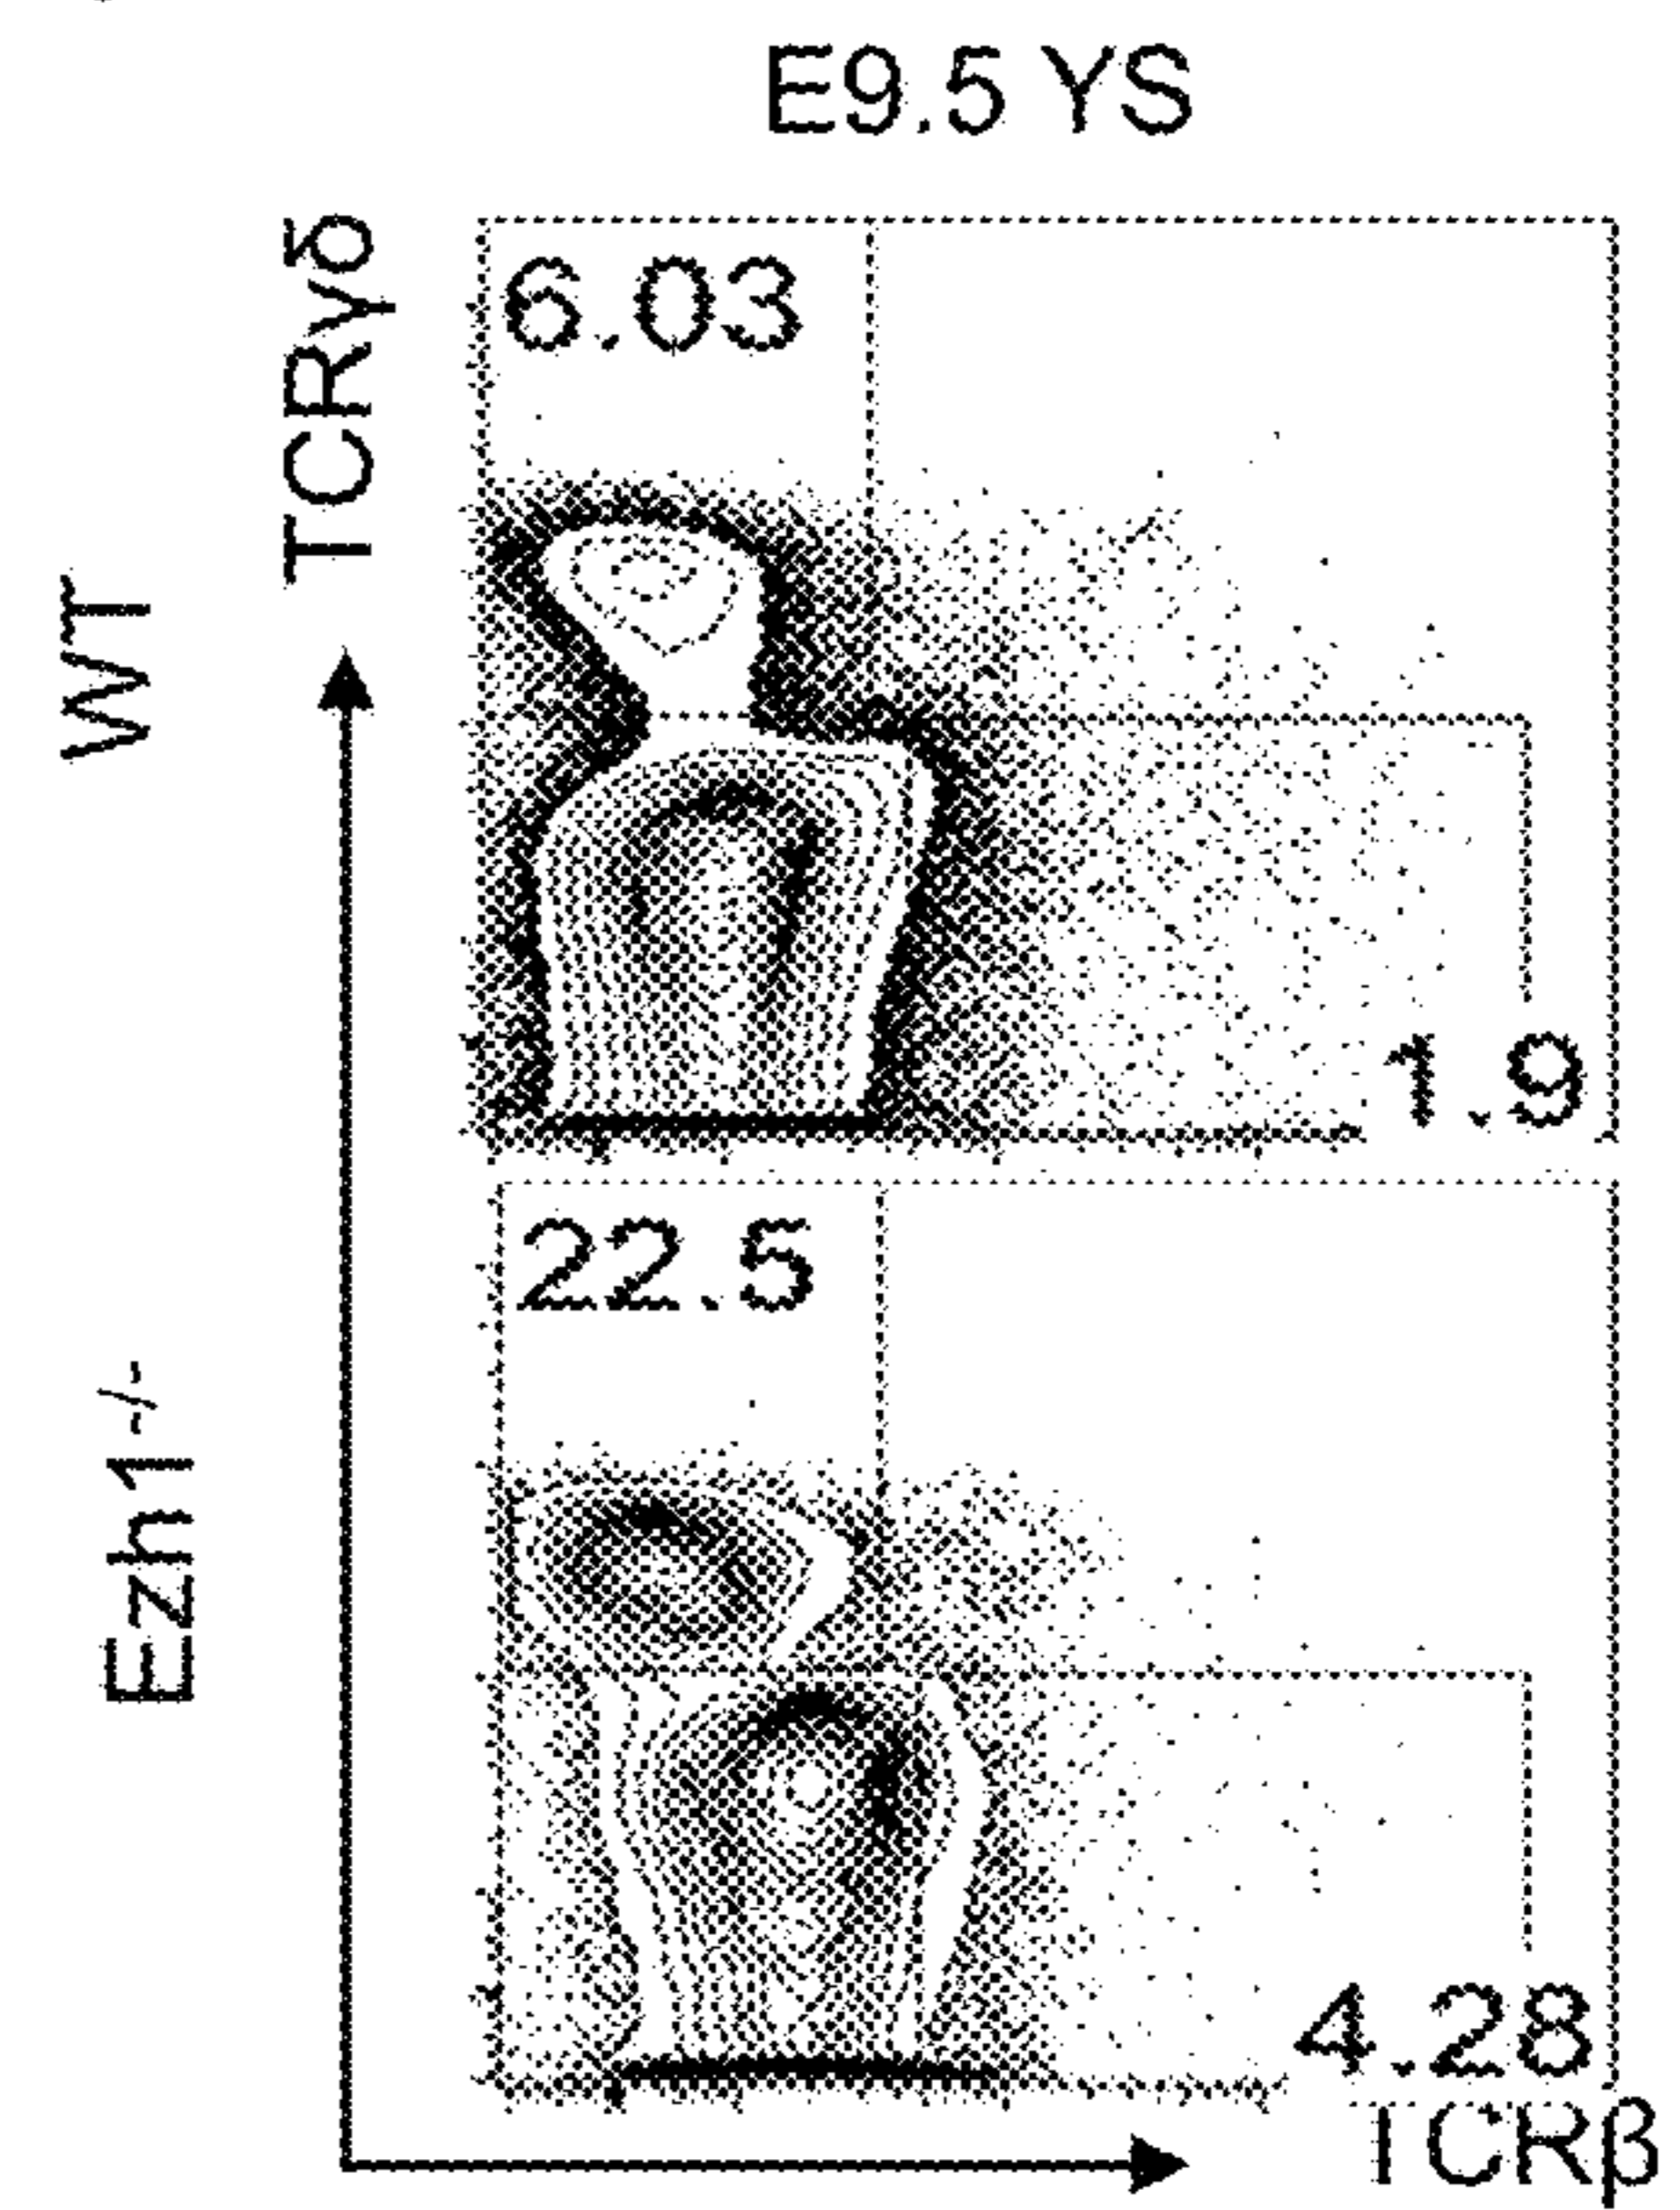 E9.5 YS
TCRγδ
WT
6.03
1.9
Ezh1-/-
22.5
4.28
TCRβ